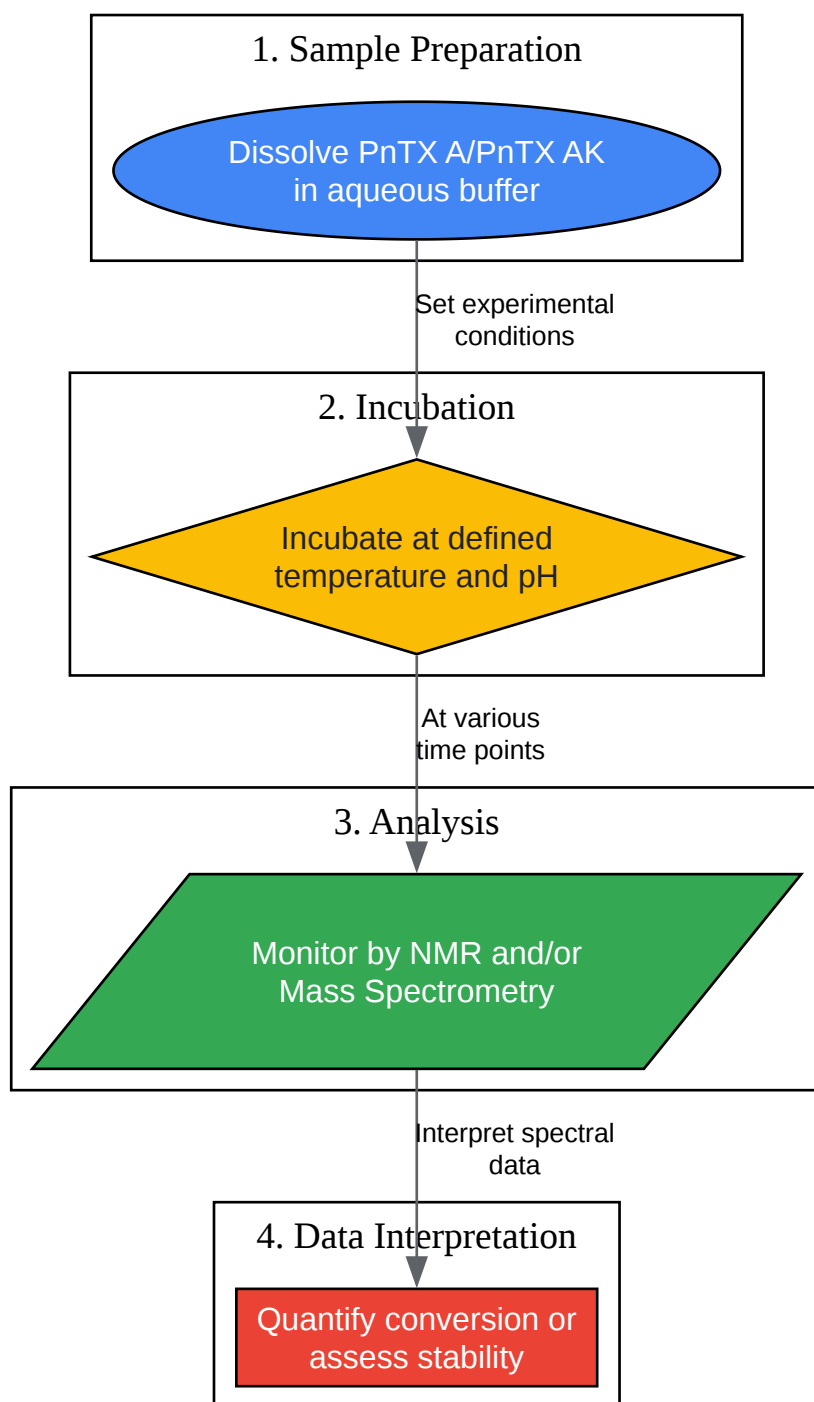 1. Sample Preparation
Dissolve PnTX A/PnTX AK
in aqueous buffer
Set experimental
conditions
2. Incubation
Incubate at defined
temperature and pH
At various
time points
3. Analysis
Monitor by NMR and/or
Mass Spectrometry
Interpret spectral
data
4. Data Interpretation
Quantify conversion or
assess stability